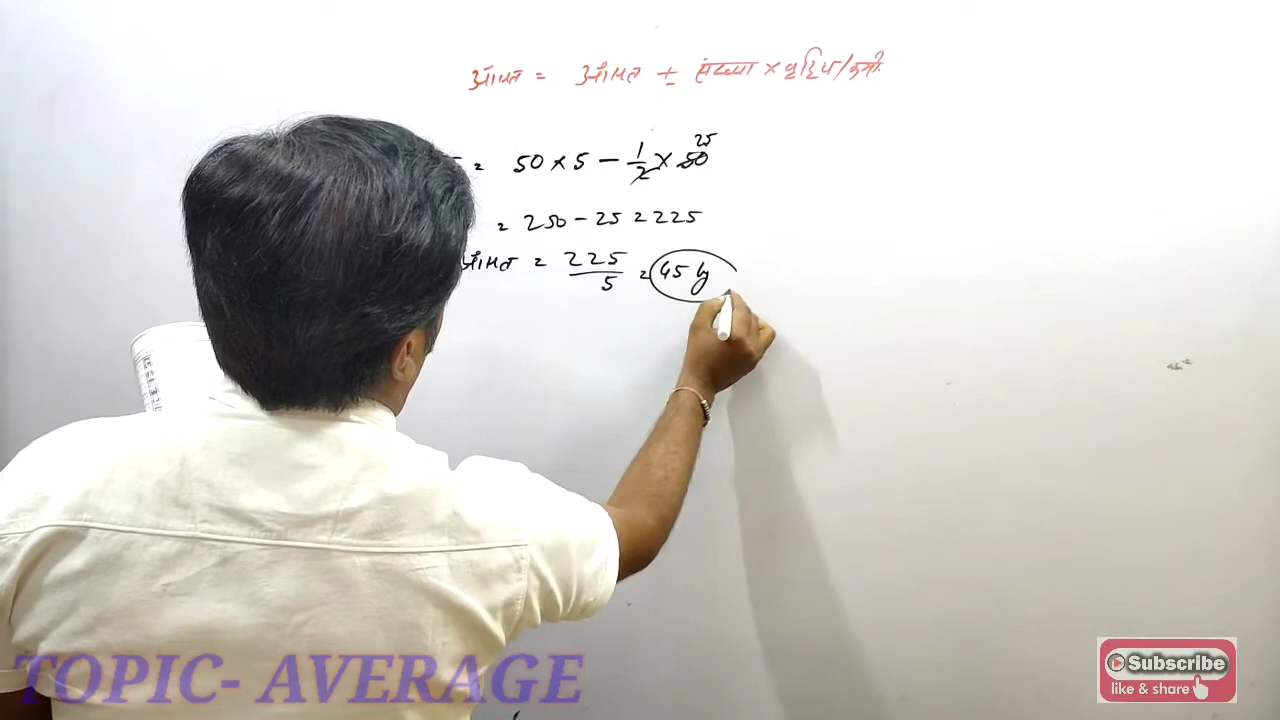 औसत = औसत ± संख्या × वृद्धि/कमी
= 50 × 5 - 1/2 × 50 25
= 250 - 25 = 225
औसत = 225/5 = 45 kg
TOPIC- AVERAGE
Subscribe
like & share